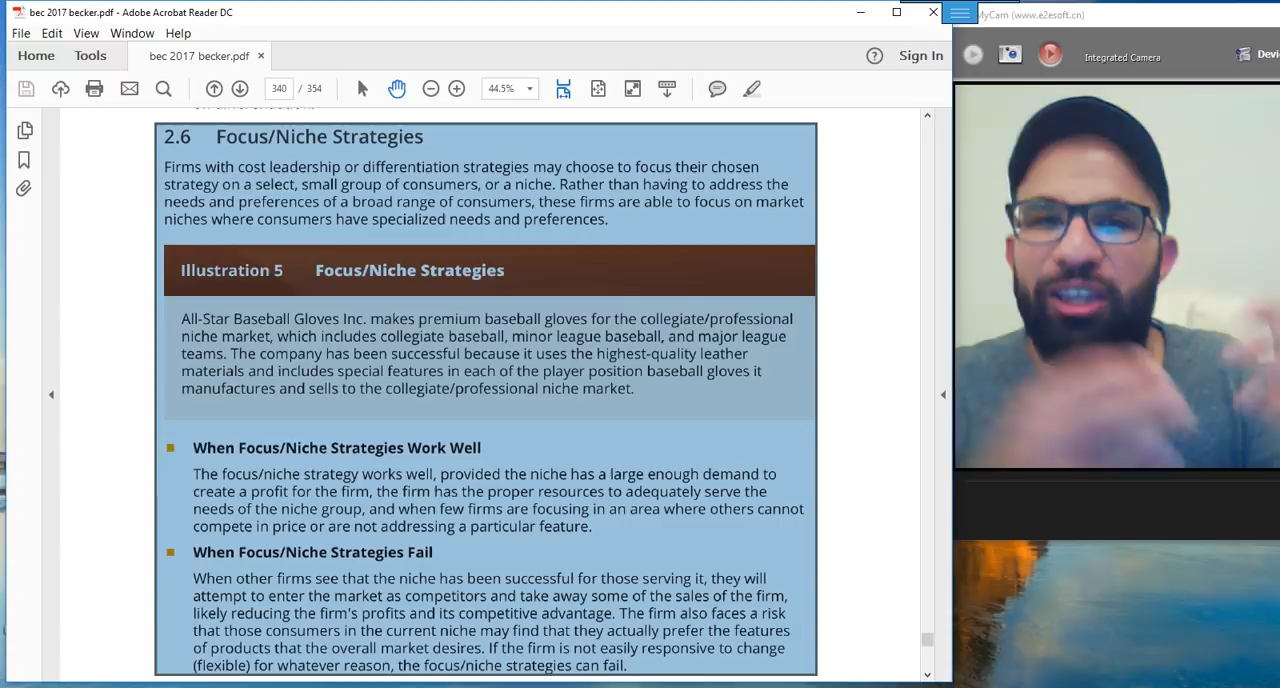 bec 2017 becker.pdf - Adobe Acrobat Reader DC
MyCam (www.e2esoft.cn)
File Edit View Window Help
Home Tools bec 2017 becker.pdf × Sign In
Integrated Camera
340 / 354 44.5%
2.6 Focus/Niche Strategies
Firms with cost leadership or differentiation strategies may choose to focus their chosen
strategy on a select, small group of consumers, or a niche. Rather than having to address the
needs and preferences of a broad range of consumers, these firms are able to focus on market
niches where consumers have specialized needs and preferences.
Illustration 5 Focus/Niche Strategies
All-Star Baseball Gloves Inc. makes premium baseball gloves for the collegiate/professional
niche market, which includes collegiate baseball, minor league baseball, and major league
teams. The company has been successful because it uses the highest-quality leather
materials and includes special features in each of the player position baseball gloves it
manufactures and sells to the collegiate/professional niche market.
When Focus/Niche Strategies Work Well
The focus/niche strategy works well, provided the niche has a large enough demand to
create a profit for the firm, the firm has the proper resources to adequately serve the
needs of the niche group, and when few firms are focusing in an area where others cannot
compete in price or are not addressing a particular feature.
When Focus/Niche Strategies Fail
When other firms see that the niche has been successful for those serving it, they will
attempt to enter the market as competitors and take away some of the sales of the firm,
likely reducing the firm's profits and its competitive advantage. The firm also faces a risk
that those consumers in the current niche may find that they actually prefer the features
of products that the overall market desires. If the firm is not easily responsive to change
(flexible) for whatever reason, the focus/niche strategies can fail.